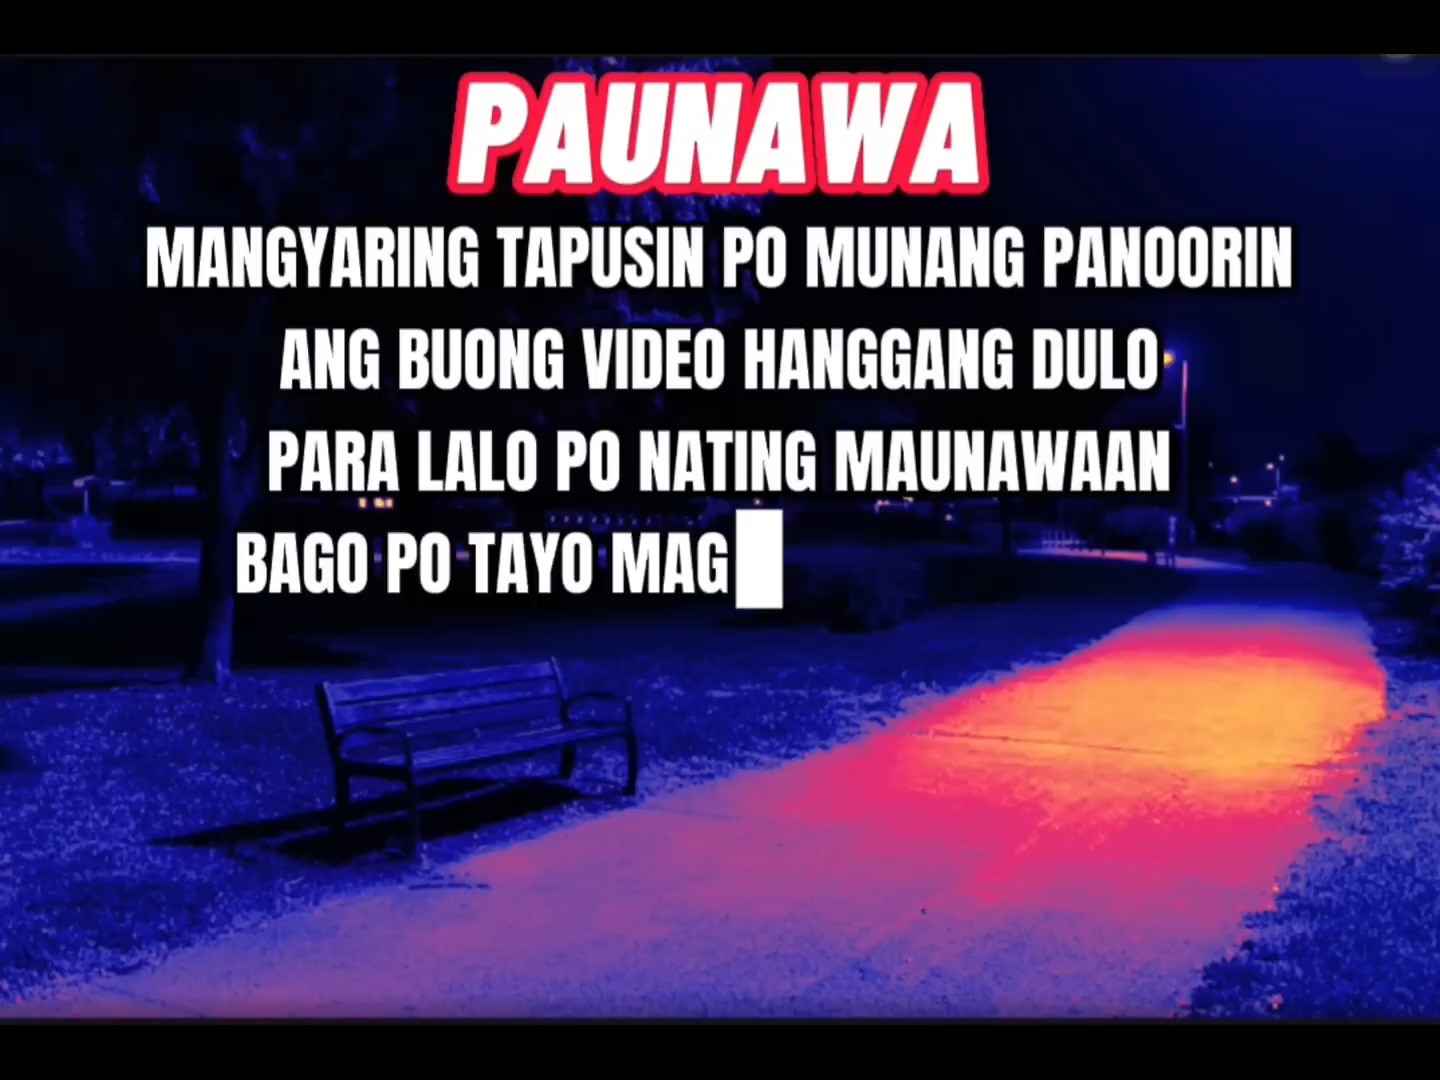 PAUNAWA
MANGYARING TAPUSIN PO MUNANG PANOORIN
ANG BUONG VIDEO HANGGANG DULO
PARA LALO PO NATING MAUNAWAAN
BAGO PO TAYO MAG